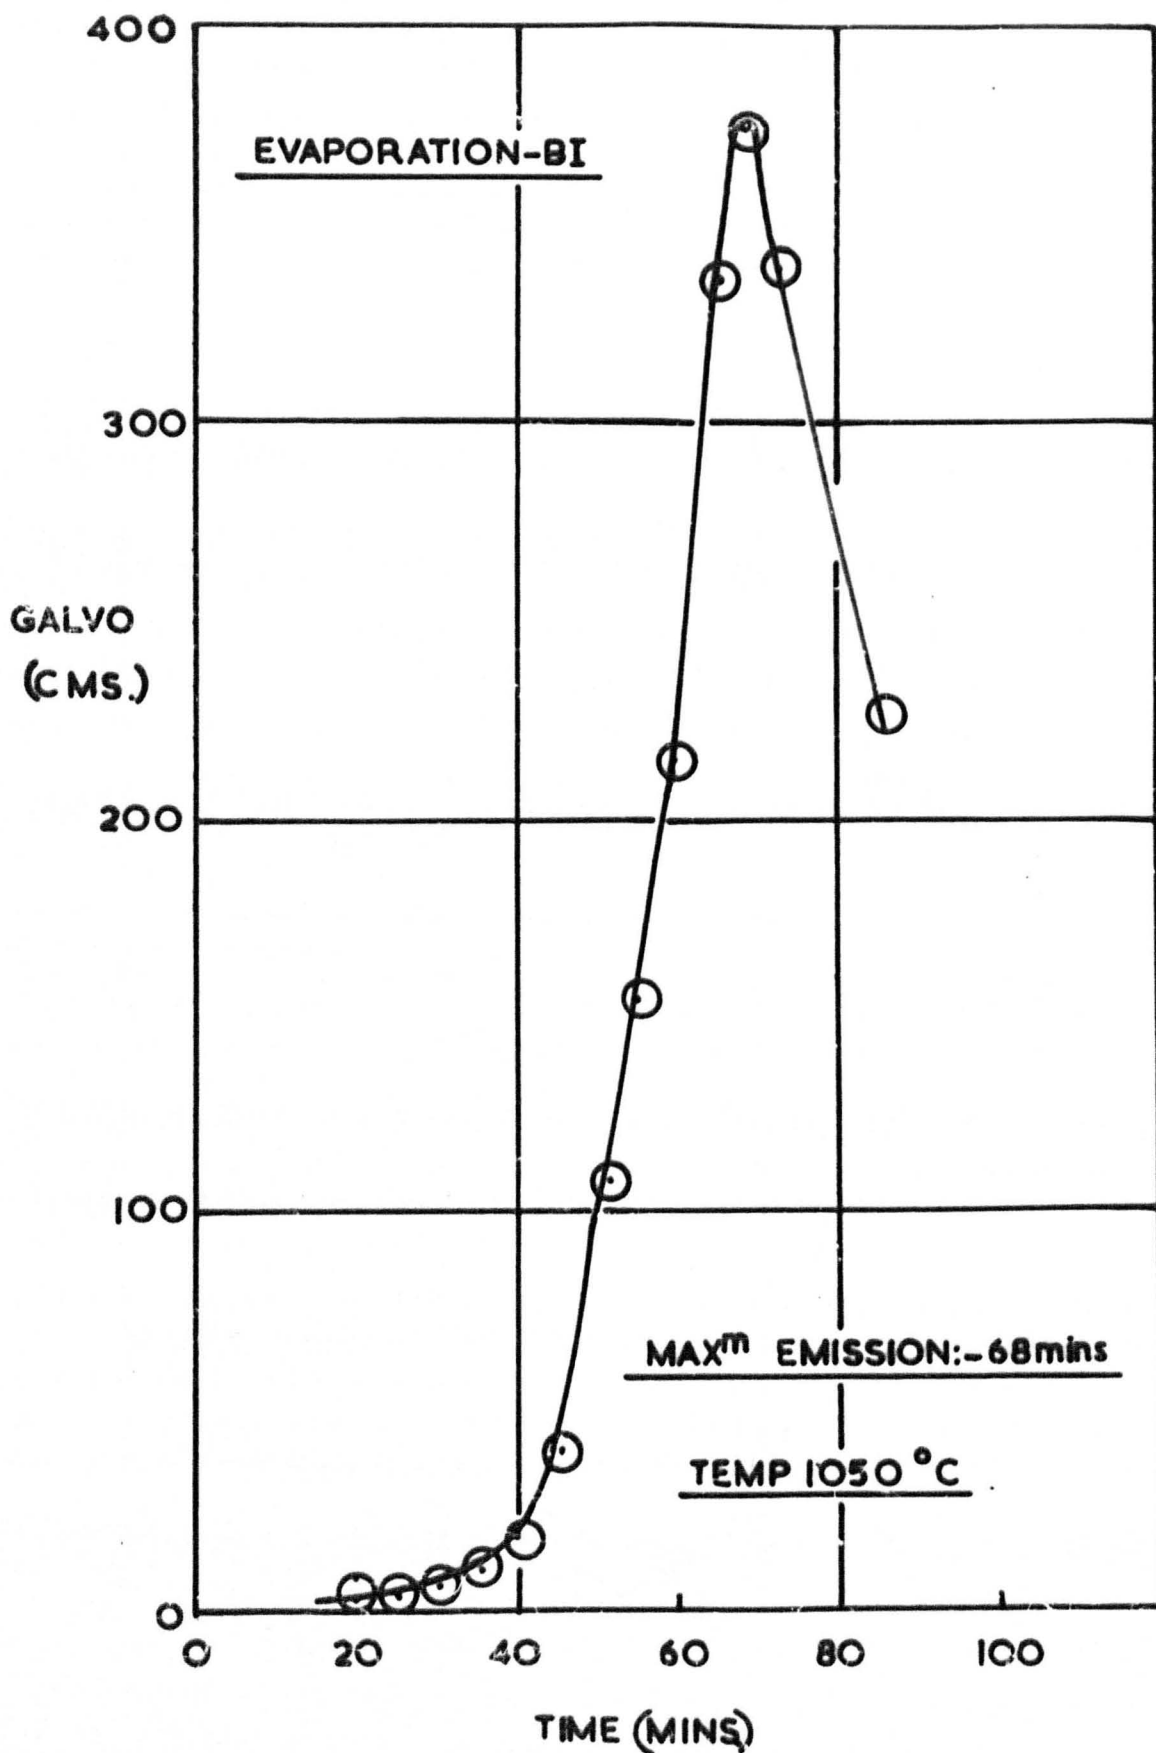 400
EVAPORATION-BI
300
GALVO
(CMS.)
200
100
MAXᵐ EMISSION:-68mins
TEMP 1050 °C
0
0 20 40 60 80 100
TIME (MINS)